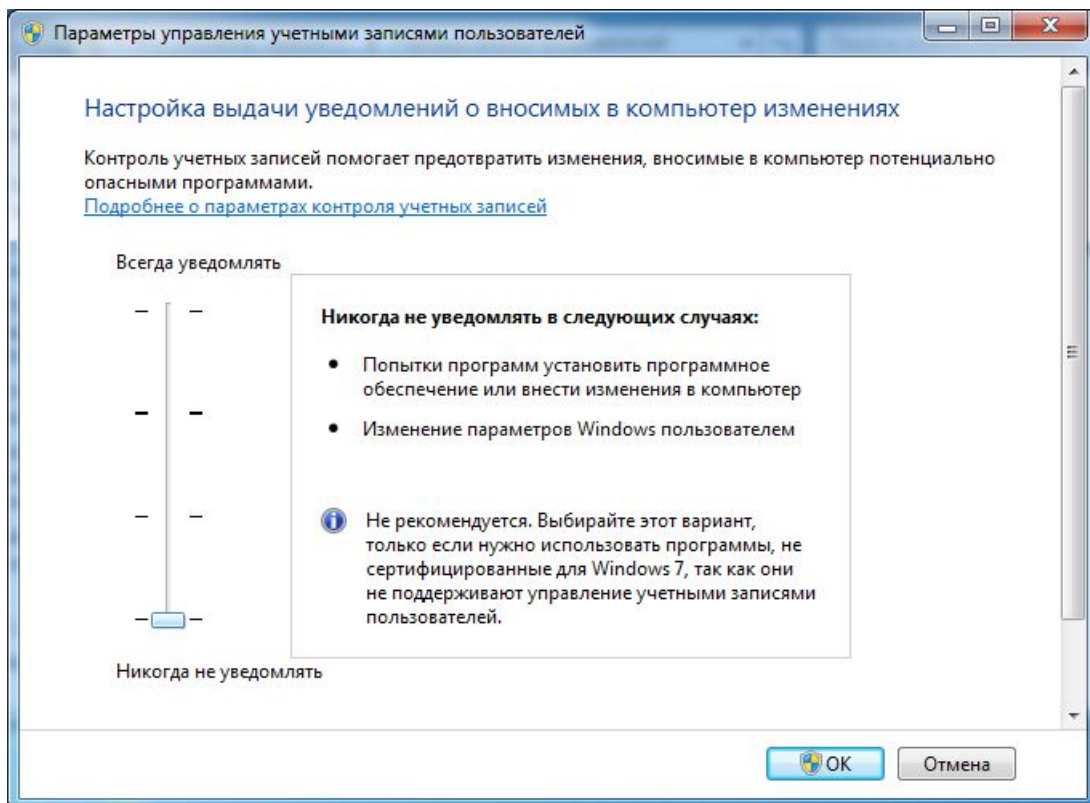 Параметры управления учетными записями пользователей
Настройка выдачи уведомлений о вносимых в компьютер изменениях
Контроль учетных записей помогает предотвратить изменения, вносимые в компьютер потенциально
опасными программами.
Подробнее о параметрах контроля учетных записей
Всегда уведомлять
Никогда не уведомлять в следующих случаях:
Попытки программ установить программное
обеспечение или внести изменения в компьютер
Изменение параметров Windows пользователем
Не рекомендуется. Выбирайте этот вариант,
только если нужно использовать программы, не
сертифицированные для Windows 7, так как они
не поддерживают управление учетными записями
пользователей.
Никогда не уведомлять
OK
Отмена